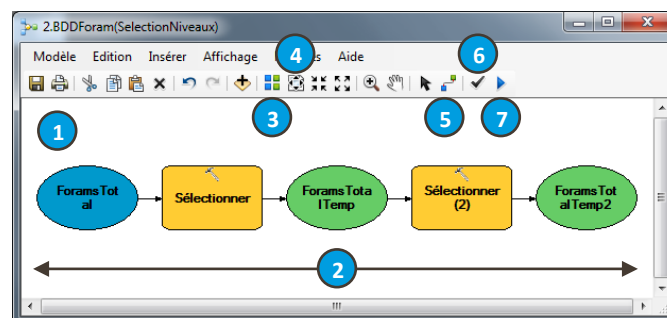 2.BDDForam(SelectionNiveaux)
Modèle Edition Insérer Affichage Aide
4 6
1 3 5 7
ForamsTot
al
Sélectionner
ForamsTota
lTemp
Sélectionner
(2)
ForamsTot
alTemp2
2